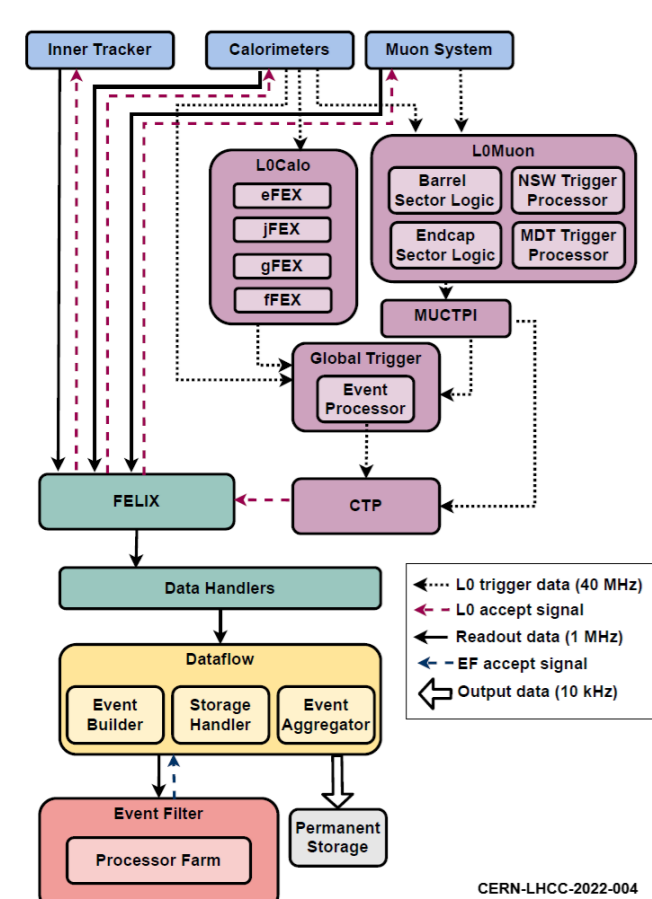 Inner Tracker
Calorimeters
Muon System
L0Calo
eFEX
jFEX
gFEX
fFEX
L0Muon
Barrel
Sector Logic
NSW Trigger
Processor
Endcap
Sector Logic
MDT Trigger
Processor
MUCTPI
Global Trigger
Event
Processor
FELIX
CTP
Data Handlers
L0 trigger data (40 MHz)
L0 accept signal
Readout data (1 MHz)
EF accept signal
Output data (10 kHz)
Dataflow
Event
Builder
Storage
Handler
Event
Aggregator
Event Filter
Processor Farm
Permanent
Storage
CERN-LHCC-2022-004